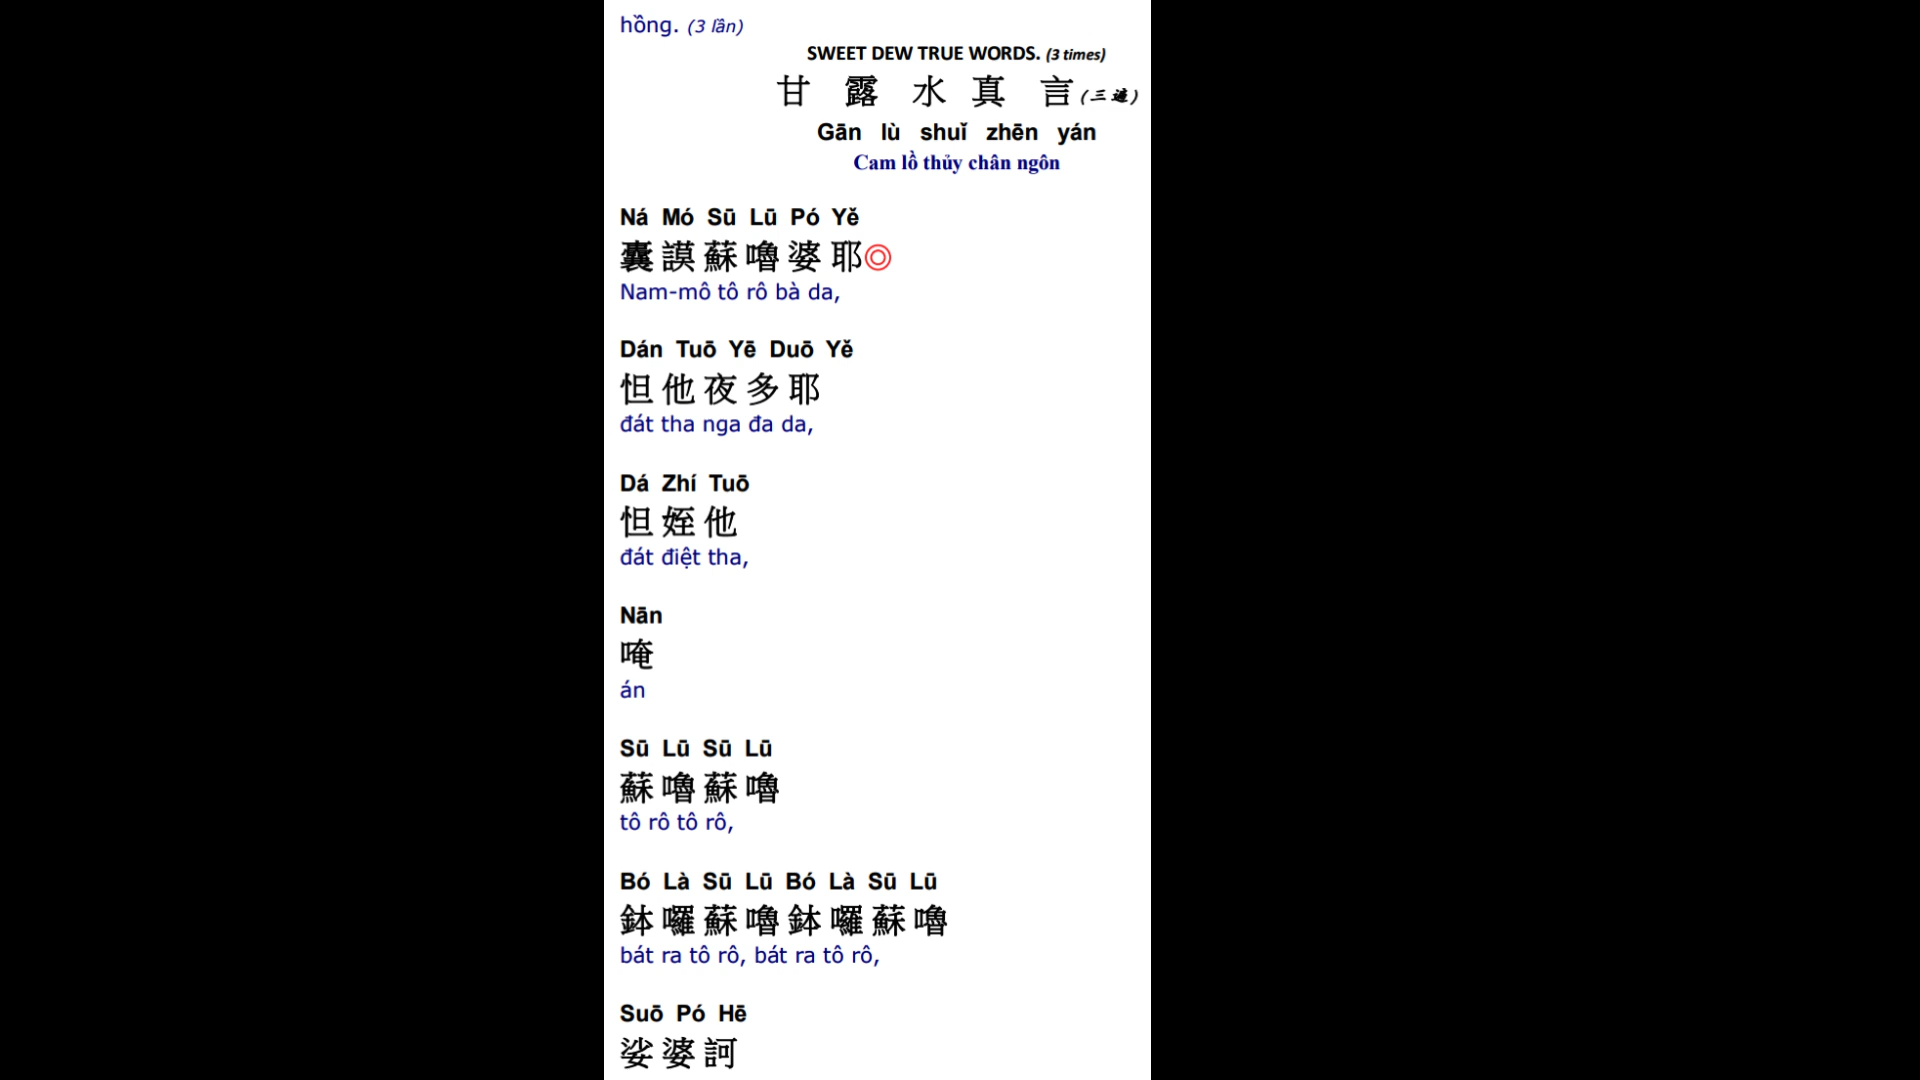 hồng. (3 lần)
SWEET DEW TRUE WORDS. (3 times)
甘 露 水 真 言 (三遍)
Gān lù shuǐ zhēn yán
Cam lồ thủy chân ngôn
Ná Mó Sū Lū Pó Yě
囊 謨 蘇 嚕 婆 耶◎
Nam-mô tô rô bà da,
Dán Tuō Yē Duō Yě
怛 他 夜 多 耶
đát tha nga đa da,
Dá Zhí Tuō
怛 姪 他
đát điệt tha,
Nān
唵
án
Sū Lū Sū Lū
蘇 嚕 蘇 嚕
tô rô tô rô,
Bó Là Sū Lū Bó Là Sū Lū
鉢 囉 蘇 嚕 鉢 囉 蘇 嚕
bát ra tô rô, bát ra tô rô,
Suō Pó Hē
娑 婆 訶